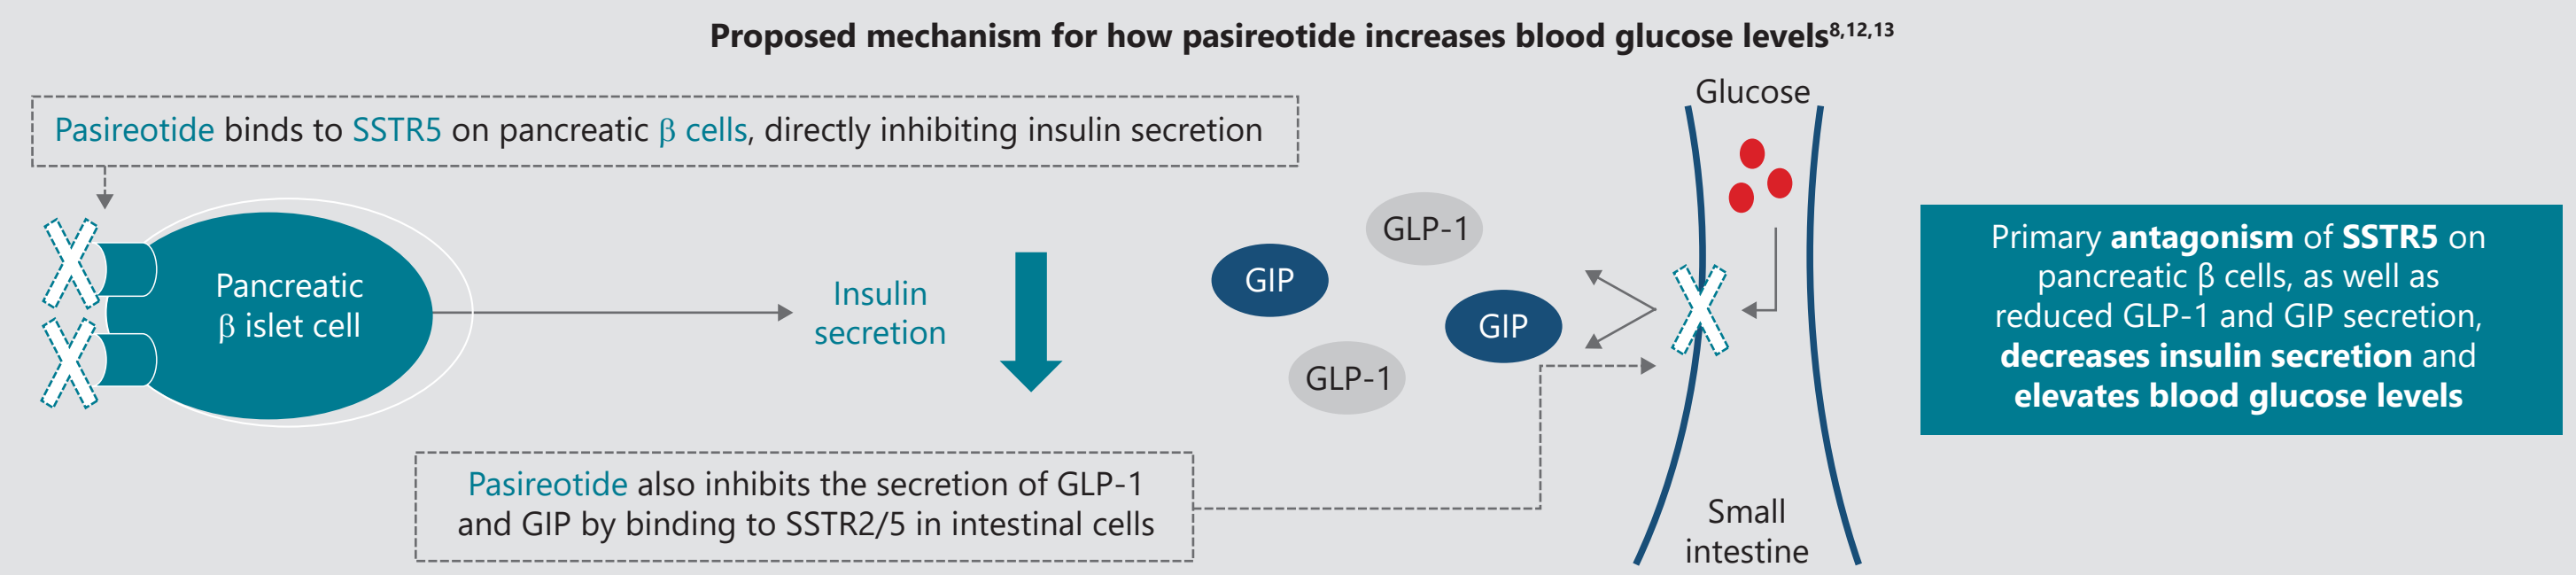 Proposed mechanism for how pasireotide increases blood glucose levels8,12,13
Pasireotide binds to SSTR5 on pancreatic β cells, directly inhibiting insulin secretion
Pancreatic
β islet cell
Insulin
secretion
GIP
GLP-1
GIP
GLP-1
Glucose
Small
intestine
Pasireotide also inhibits the secretion of GLP-1
and GIP by binding to SSTR2/5 in intestinal cells
Primary antagonism of SSTR5 on
pancreatic β cells, as well as
reduced GLP-1 and GIP secretion,
decreases insulin secretion and
elevates blood glucose levels